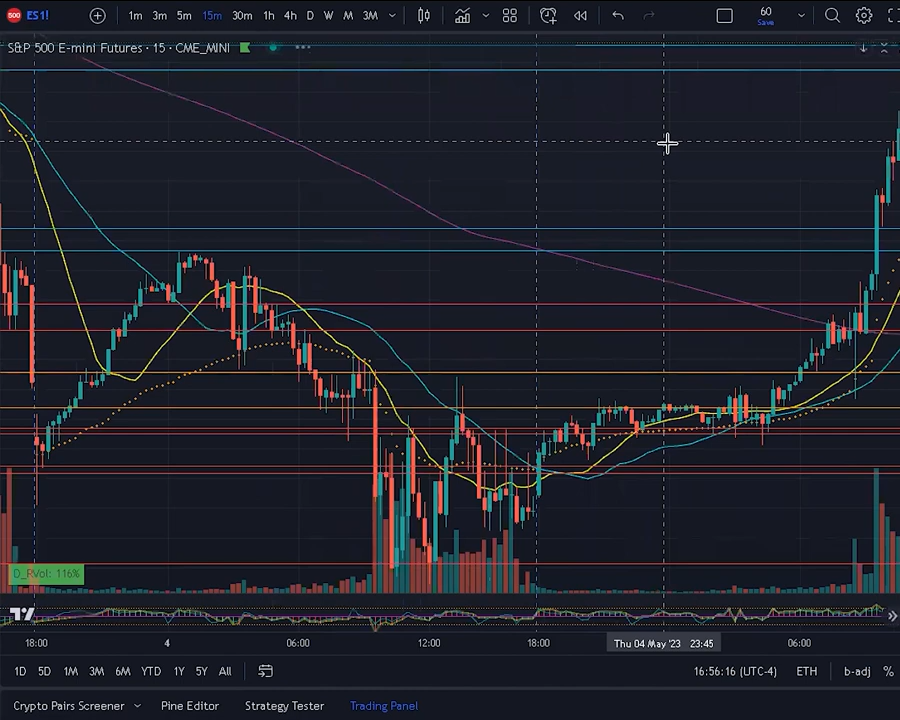 500 ES1! 1m 3m 5m 15m 30m 1h 4h D W M 3M 60
Save
S&P 500 E-mini Futures · 15 · CME_MINI
D_RVol: 116%
18:00 4 06:00 12:00 18:00 Thu 04 May '23 23:45 06:00
1D 5D 1M 3M 6M YTD 1Y 5Y All 16:56:16 (UTC-4) ETH b-adj %
Crypto Pairs Screener Pine Editor Strategy Tester Trading Panel